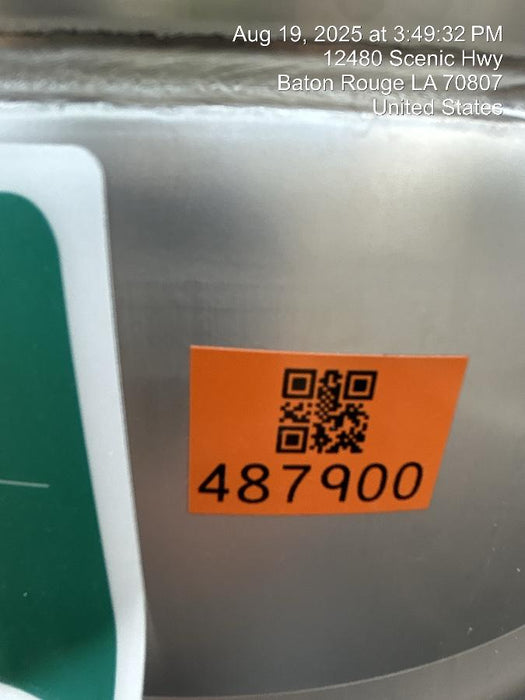 Aug 19, 2025 at 3:49:32 PM
12480 Scenic Hwy
Baton Rouge LA 70807
United States
487900